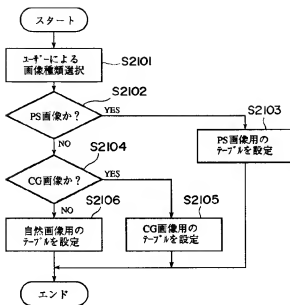 スタート
ユーザーによる
画像種類選択
S2101
S2102
PS画像か?
YES
S2103
PS画像用の
テーブルを設定
NO
S2104
CG画像か?
YES
NO
S2106
S2105
自然画像用の
テーブルを設定
CG画像用の
テーブルを設定
エンド